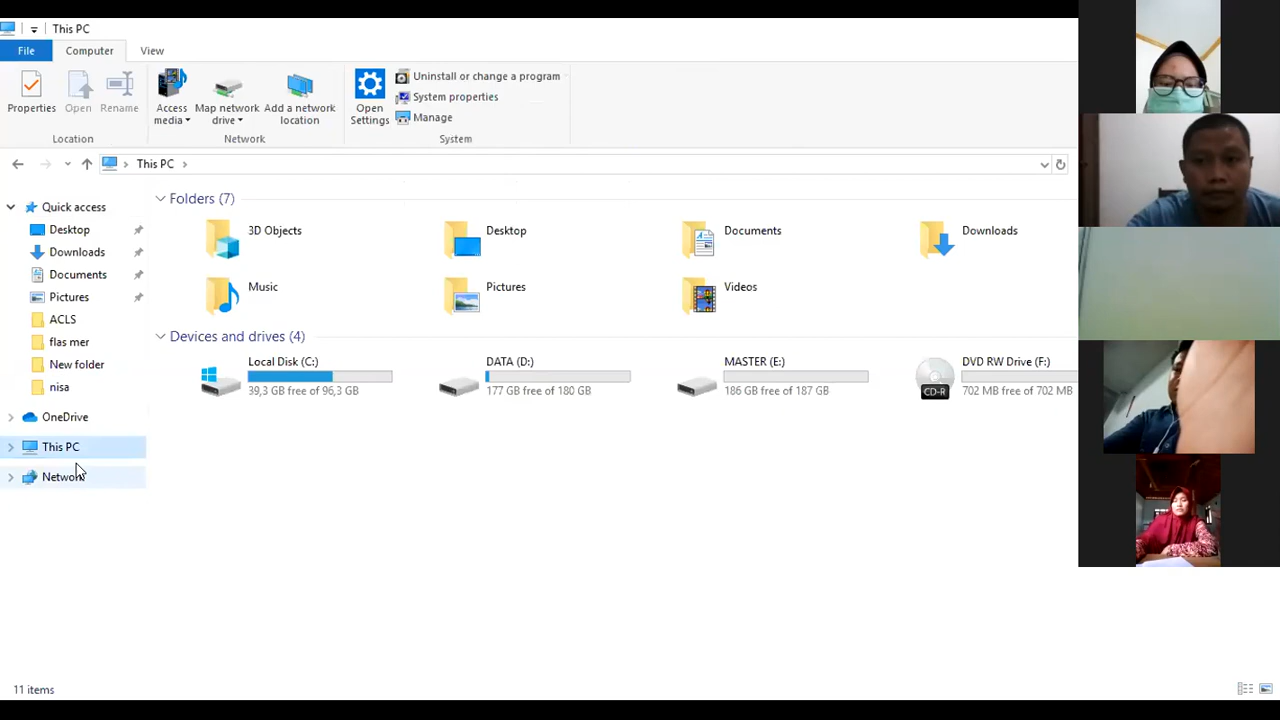 This PC
File Computer View
Properties Open Rename Access media Map network drive Add a network location Open Settings Uninstall or change a program
System properties
Manage
Location Network System
This PC
Quick access
Desktop
Downloads
Documents
Pictures
ACLS
flas mer
New folder
nisa
OneDrive
This PC
Network
Folders (7)
3D Objects Desktop Documents Downloads
Music Pictures Videos
Devices and drives (4)
Local Disk (C:)
39,3 GB free of 96,3 GB
DATA (D:)
177 GB free of 180 GB
MASTER (E:)
186 GB free of 187 GB
DVD RW Drive (F:)
702 MB free of 702 MB
CD-R
11 items